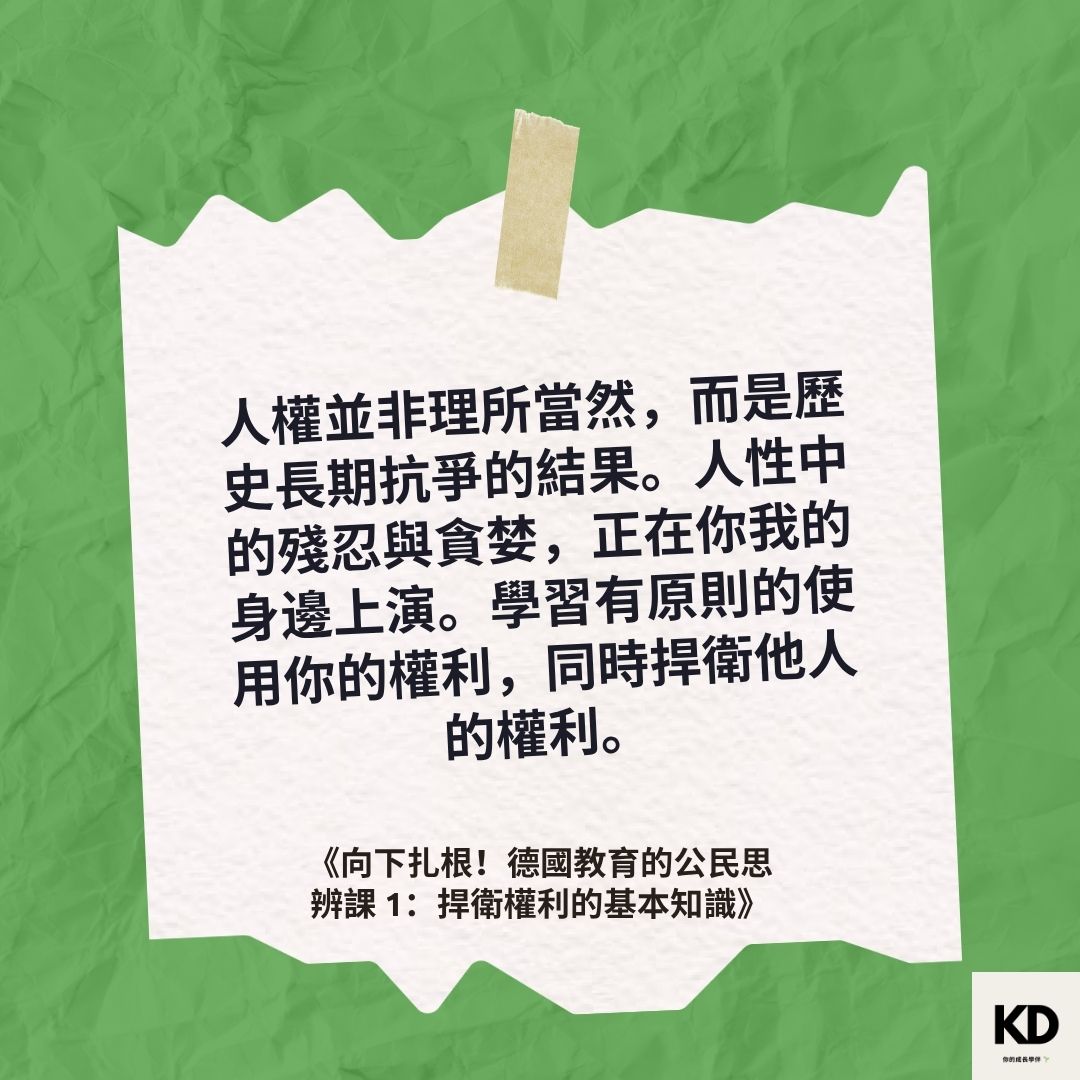 人權並非理所當然，而是歷
史長期抗爭的結果。人性中
的殘忍與貪婪，正在你我的
身邊上演。學習有原則的使
用你的權利，同時捍衛他人
的權利。
《向下扎根！德國教育的公民思
辨課 1：捍衛權利的基本知識》
KD
你的成長學伴